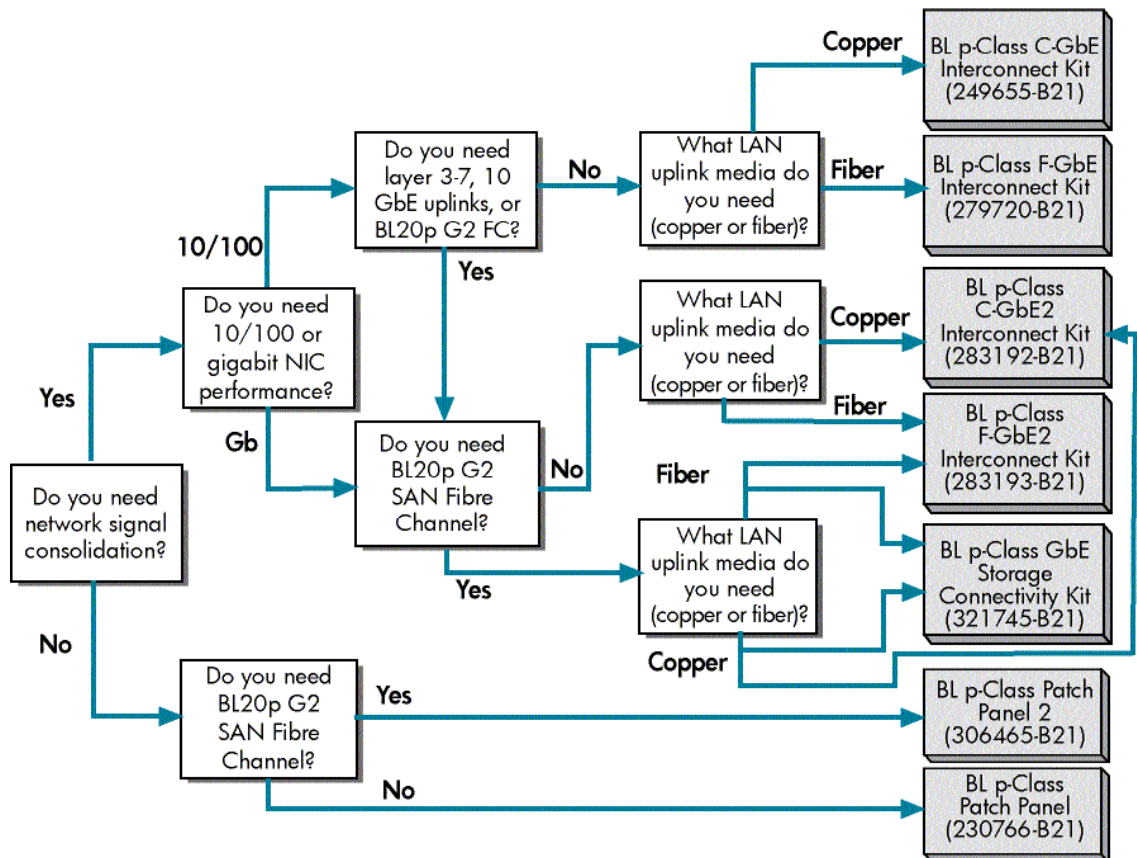 Copper
BL p-Class C-GbE
Interconnect Kit
(249655-B21)
Do you need
layer 3-7, 10
GbE uplinks, or
BL20p G2 FC?
No
What LAN
uplink media do
you need
(copper or fiber)?
Fiber
BL p-Class F-GbE
Interconnect Kit
(279720-B21)
10/100
Yes
Do you need
10/100 or
gigabit NIC
performance?
What LAN
uplink media do
you need
(copper or fiber)?
Copper
BL p-Class
C-GbE2
Interconnect Kit
(283192-B21)
Yes
Gb
Fiber
BL p-Class
F-GbE2
Interconnect Kit
(283193-B21)
Do you need
BL20p G2
SAN Fibre
Channel?
No
Fiber
Do you need
network signal
consolidation?
Yes
What LAN
uplink media do
you need
(copper or fiber)?
BL p-Class GbE
Storage
Connectivity Kit
(321745-B21)
No
Copper
Do you need
BL20p G2
SAN Fibre
Channel?
Yes
BL p-Class Patch
Panel 2
(306465-B21)
No
BL p-Class
Patch Panel
(230766-B21)